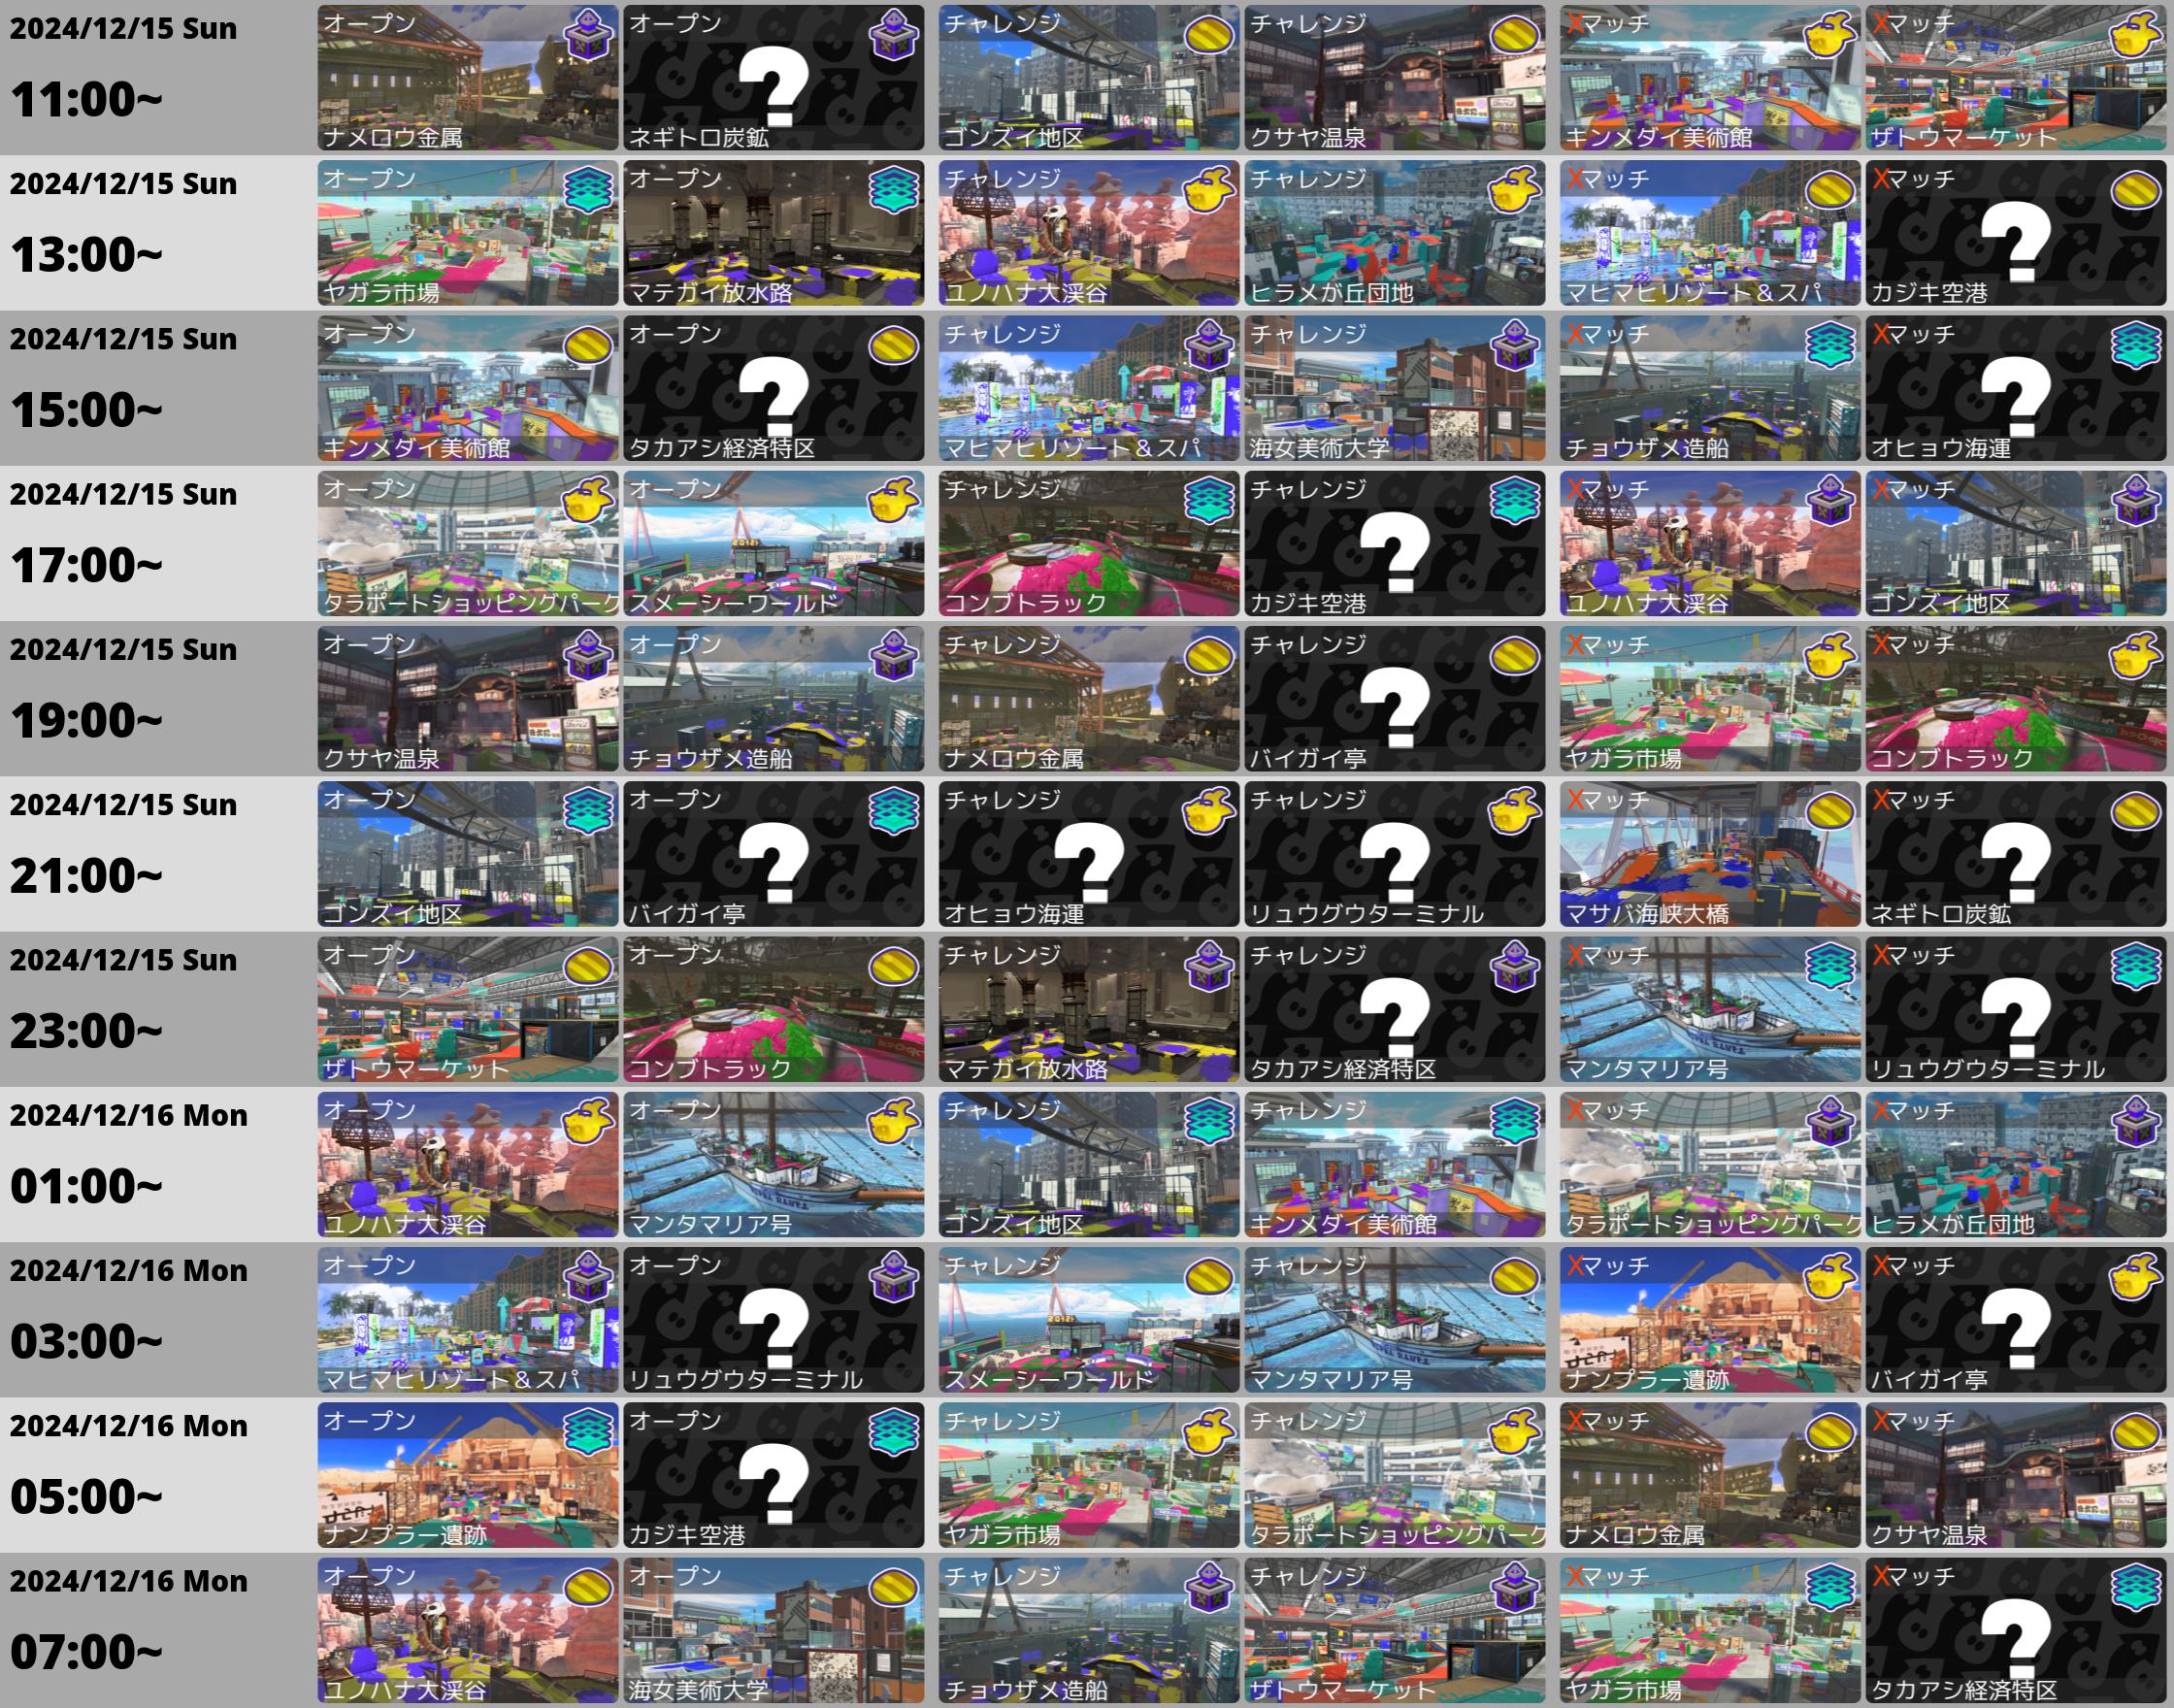 2024/12/15 Sun
11:00~
オープン
ナメロウ金属
オープン
ネギトロ炭鉱
チャレンジ
ゴンズイ地区
チャレンジ
クサヤ温泉
Xマッチ
キンメダイ美術館
Xマッチ
ザトウマーケット
2024/12/15 Sun
13:00~
オープン
ヤガラ市場
オープン
マテガイ放水路
チャレンジ
ユノハナ大渓谷
チャレンジ
ヒラメが丘団地
Xマッチ
マヒマヒリゾート＆スパ
Xマッチ
カジキ空港
2024/12/15 Sun
15:00~
オープン
キンメダイ美術館
オープン
タカアシ経済特区
チャレンジ
マヒマヒリゾート＆スパ
チャレンジ
海女美術大学
Xマッチ
チョウザメ造船
Xマッチ
オヒョウ海運
2024/12/15 Sun
17:00~
オープン
タラポートショッピングパーク
オープン
スメーシーワールド
チャレンジ
コンブトラック
チャレンジ
カジキ空港
Xマッチ
ユノハナ大渓谷
Xマッチ
ゴンズイ地区
2024/12/15 Sun
19:00~
オープン
クサヤ温泉
オープン
チョウザメ造船
チャレンジ
ナメロウ金属
チャレンジ
バイガイ亭
Xマッチ
ヤガラ市場
Xマッチ
コンブトラック
2024/12/15 Sun
21:00~
オープン
ゴンズイ地区
オープン
バイガイ亭
チャレンジ
オヒョウ海運
チャレンジ
リュウグウターミナル
Xマッチ
マサバ海峡大橋
Xマッチ
ネギトロ炭鉱
2024/12/15 Sun
23:00~
オープン
ザトウマーケット
オープン
コンブトラック
チャレンジ
マテガイ放水路
チャレンジ
タカアシ経済特区
Xマッチ
マンタマリア号
Xマッチ
リュウグウターミナル
2024/12/16 Mon
01:00~
オープン
ユノハナ大渓谷
オープン
マンタマリア号
チャレンジ
ゴンズイ地区
チャレンジ
キンメダイ美術館
Xマッチ
タラポートショッピングパーク
Xマッチ
ヒラメが丘団地
2024/12/16 Mon
03:00~
オープン
マヒマヒリゾート＆スパ
オープン
リュウグウターミナル
チャレンジ
スメーシーワールド
チャレンジ
マンタマリア号
Xマッチ
ナンプラー遺跡
Xマッチ
バイガイ亭
2024/12/16 Mon
05:00~
オープン
ナンプラー遺跡
オープン
カジキ空港
チャレンジ
ヤガラ市場
チャレンジ
タラポートショッピングパーク
Xマッチ
ナメロウ金属
Xマッチ
クサヤ温泉
2024/12/16 Mon
07:00~
オープン
ユノハナ大渓谷
オープン
海女美術大学
チャレンジ
チョウザメ造船
チャレンジ
ザトウマーケット
Xマッチ
ヤガラ市場
Xマッチ
タカアシ経済特区